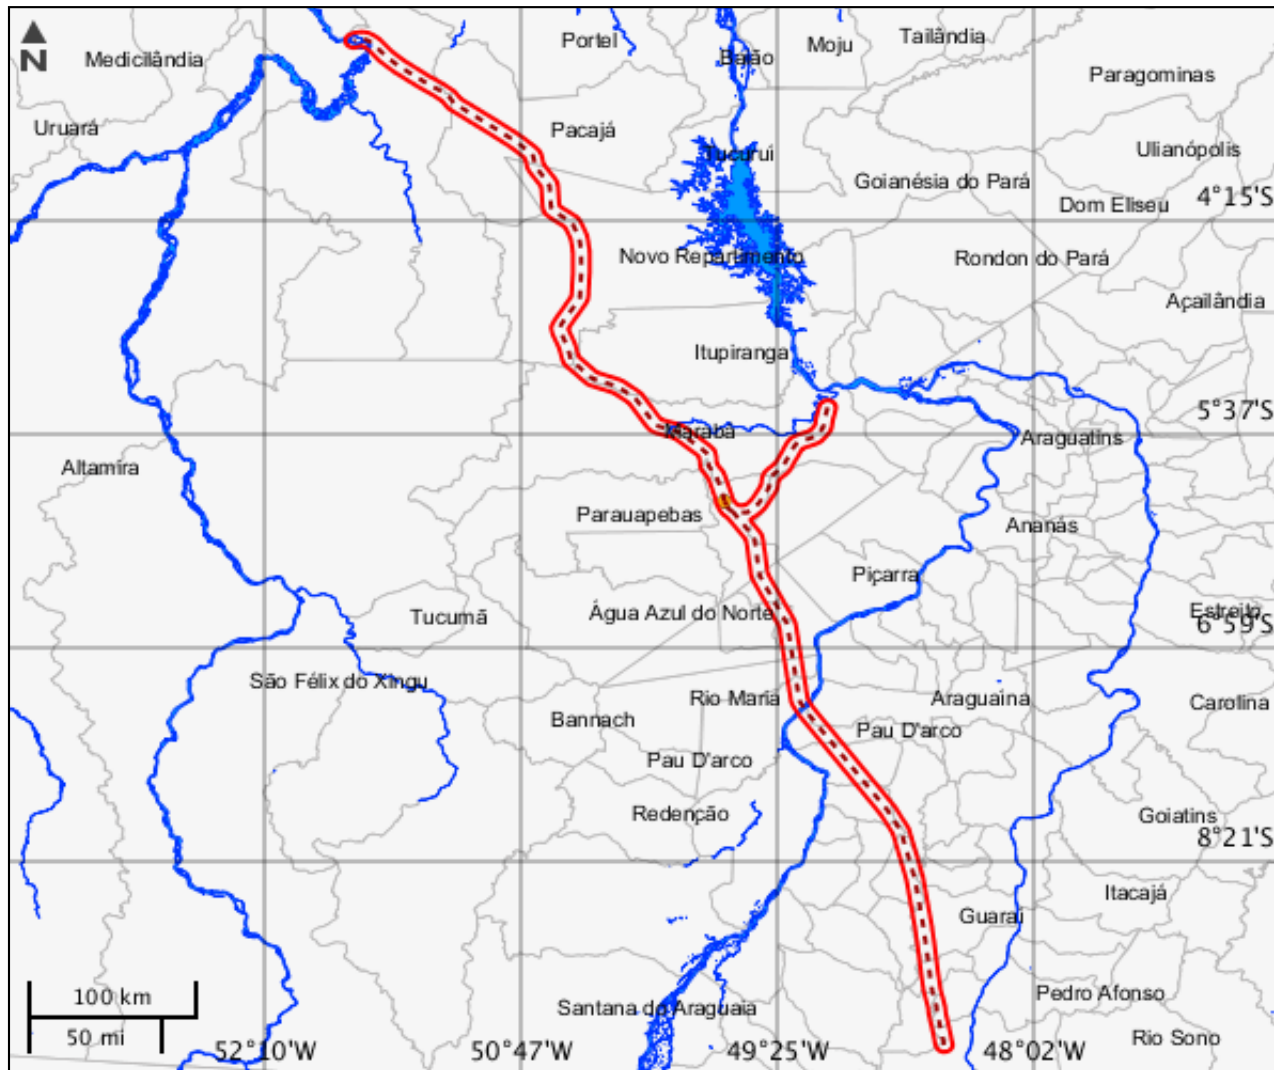 N
Medicilândia
Portel
Baião
Moju
Tailândia
Paragominas
Uruará
Pacajá
Tucuruí
Ulianópolis
Goianésia do Pará
Dom Eliseu
4°15'S
Novo Repartimento
Rondon do Pará
Açailândia
Itupiranga
5°37'S
Marabá
Araguatins
Altamira
Parauapebas
Ananás
Piçarra
Tucumã
Água Azul do Norte
Estreito
6°59'S
São Félix do Xingu
Rio Maria
Araguaina
Carolina
Bannach
Pau D'arco
Pau D'arco
Redenção
Goiatins
8°21'S
Itacajá
Guaraí
100 km
50 mi
Santana do Araguaia
Pedro Afonso
Rio Sono
52°10'W
50°47'W
49°25'W
48°02'W